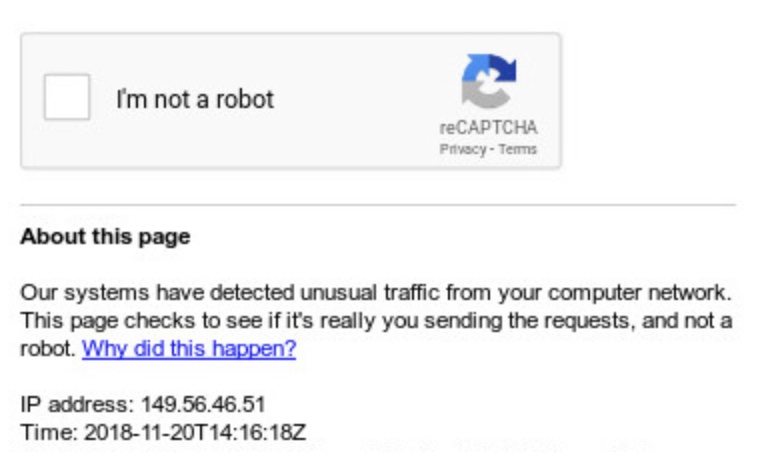 I'm not a robot
reCAPTCHA
Privacy - Terms
About this page
Our systems have detected unusual traffic from your computer network.
This page checks to see if it's really you sending the requests, and not a
robot. Why did this happen?
IP address: 149.56.46.51
Time: 2018-11-20T14:16:18Z